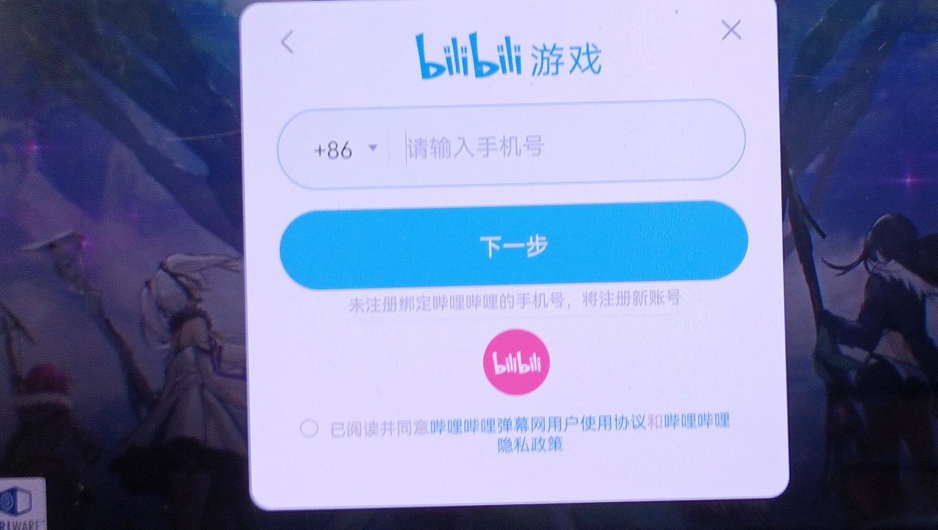 bilibili 游戏
+86 请输入手机号
下一步
未注册绑定哔哩哔哩的手机号，将注册新账号
bilibili
已阅读并同意哔哩哔哩弹幕网用户使用协议和哔哩哔哩
隐私政策